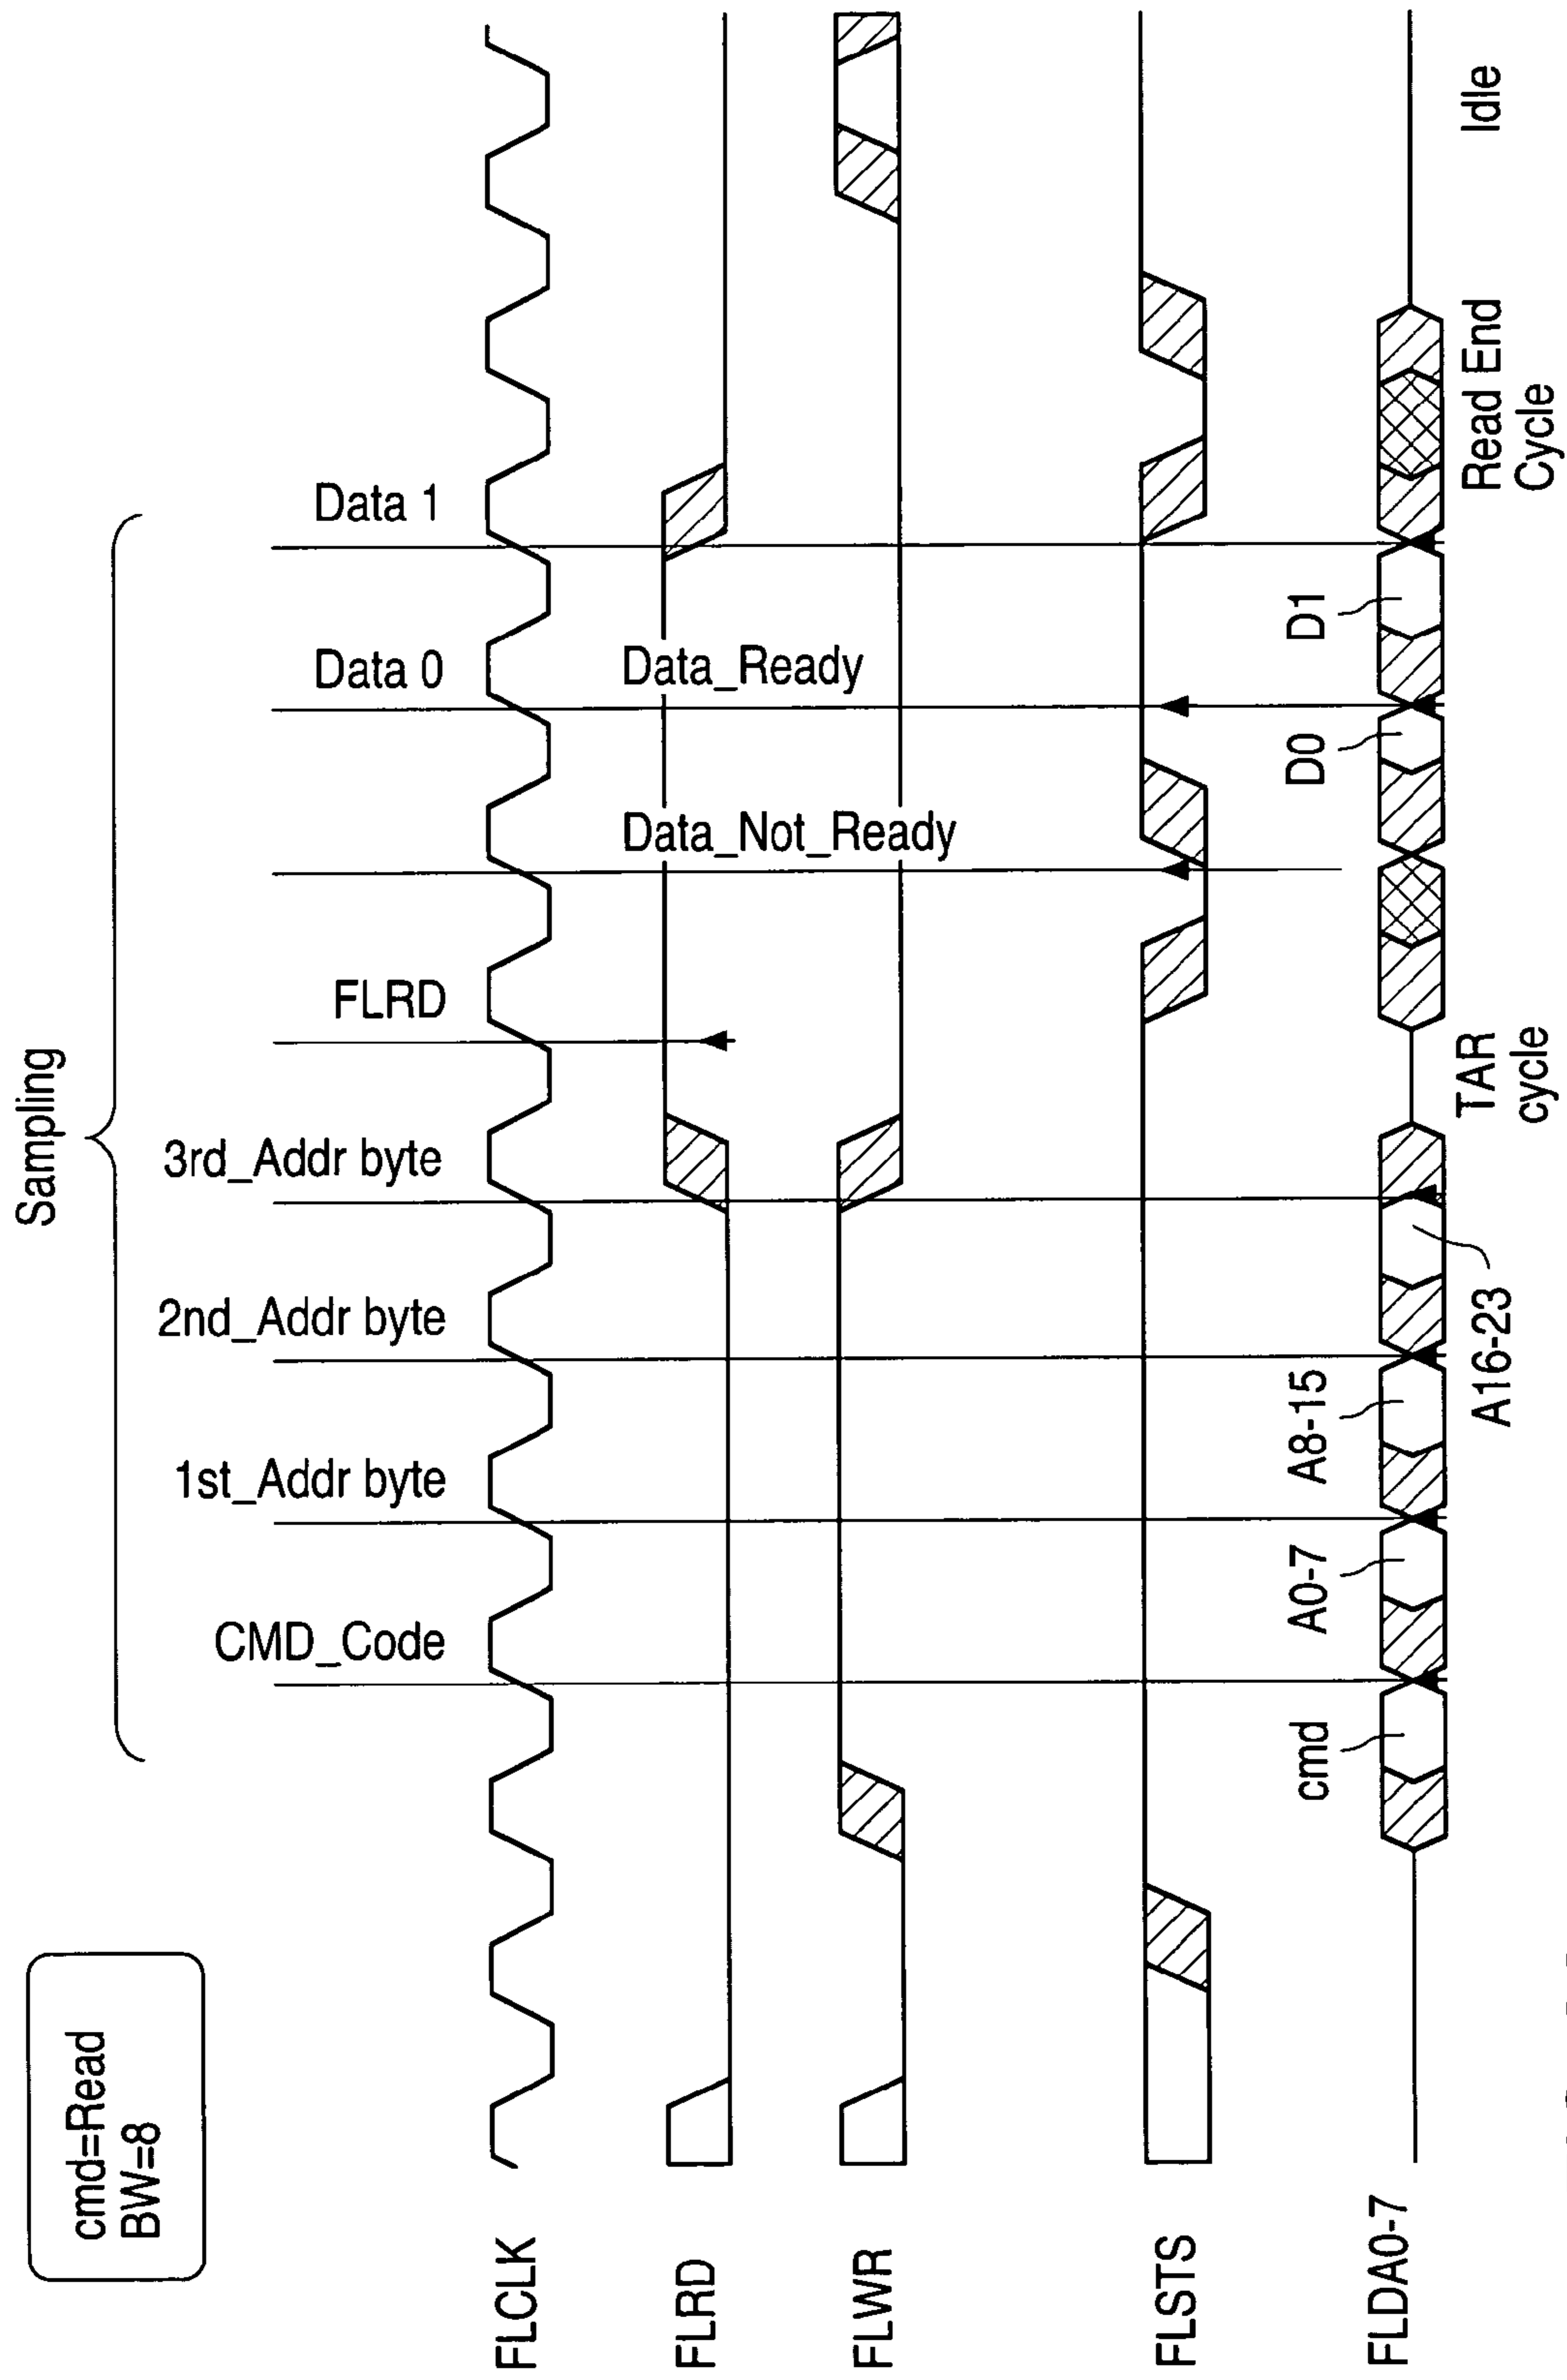 cmd=Read
BW=8
Sampling
CMD_Code
1st_Addr byte
2nd_Addr byte
3rd_Addr byte
FLRD
Data 0
Data 1
FLCLK
FLRD
Data_Not_Ready
Data_Ready
FLWR
FLSTS
FLDA0-7
cmd
A0-7
A8-15
A16-23
D0
D1
TAR
cycle
Read End
Cycle
Idle